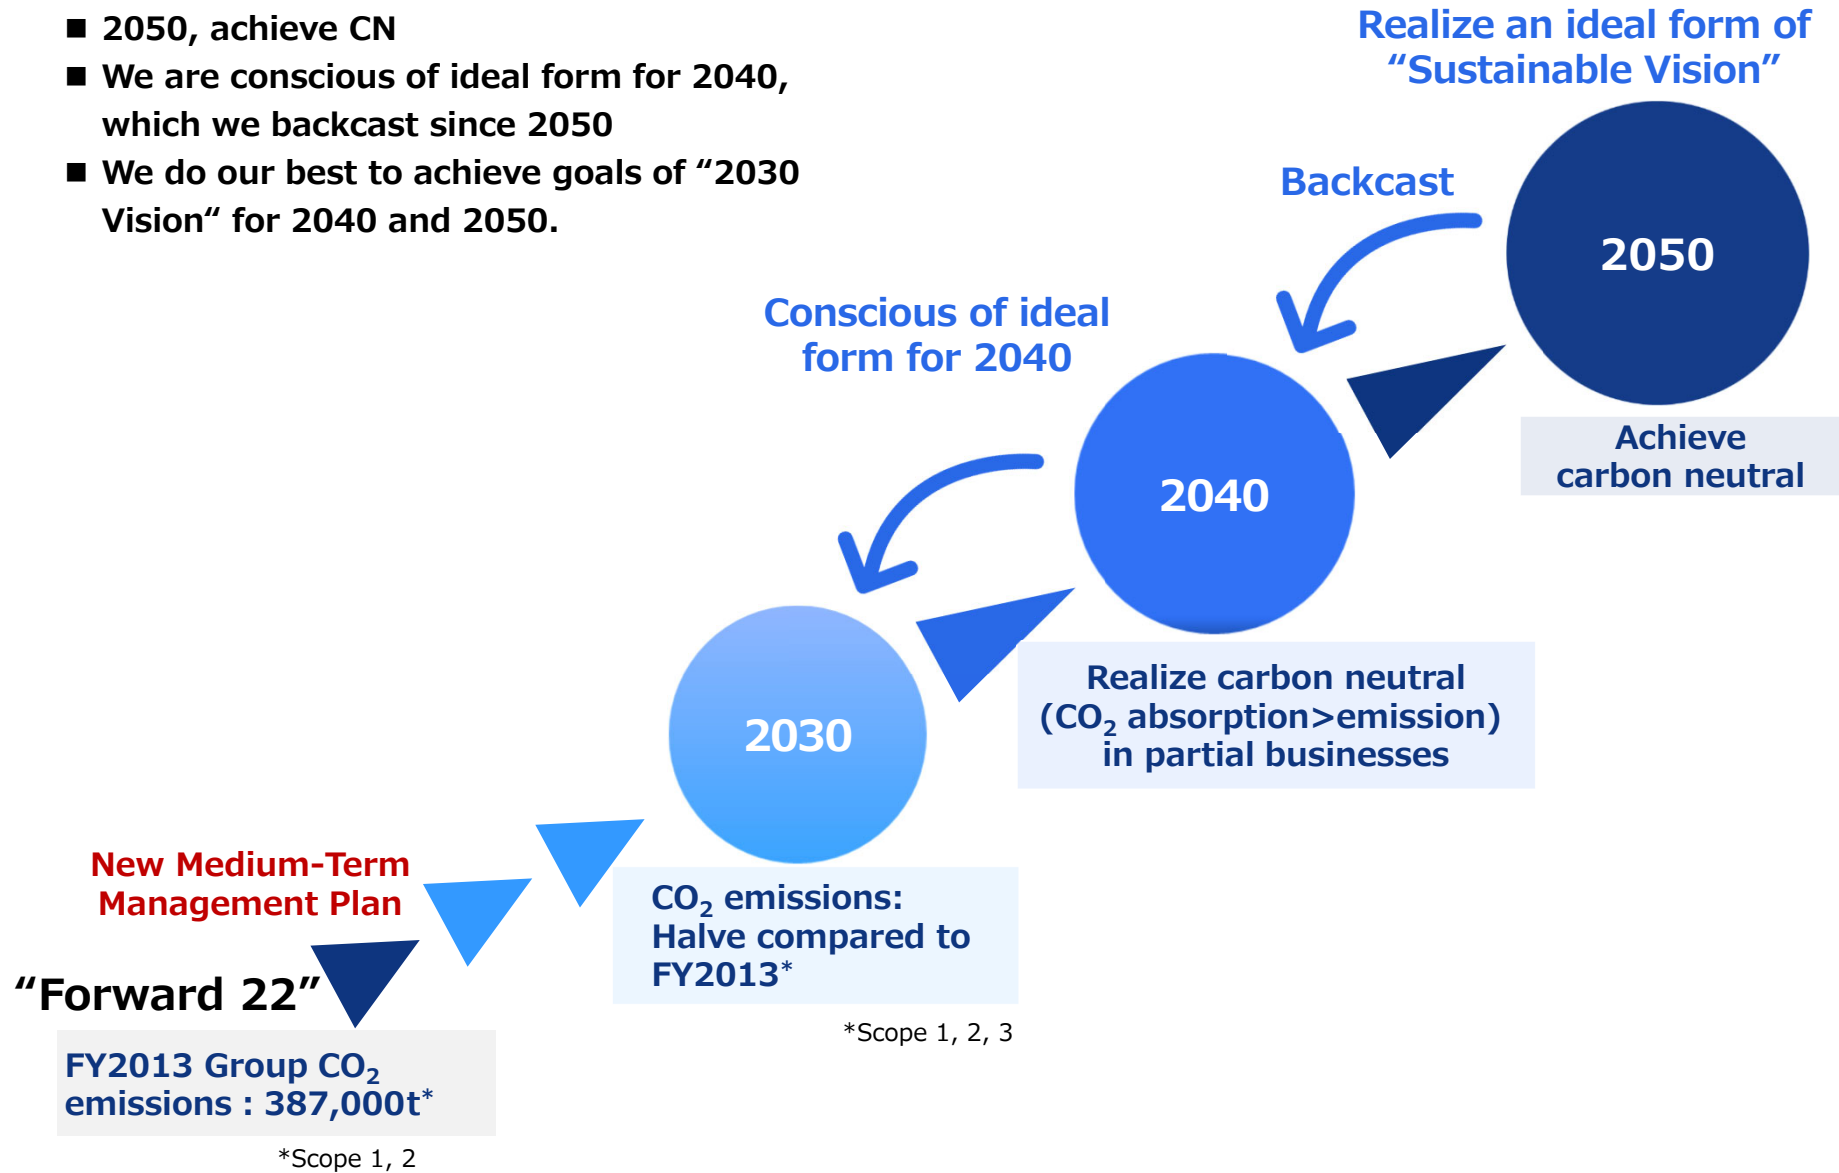 ■ 2050, achieve CN
■ We are conscious of ideal form for 2040,
which we backcast since 2050
■ We do our best to achieve goals of “2030
Vision“ for 2040 and 2050.
Realize an ideal form of
“Sustainable Vision”
Backcast
2050
Achieve
carbon neutral
Conscious of ideal
form for 2040
2040
Realize carbon neutral
(CO₂ absorption>emission)
in partial businesses
2030
CO₂ emissions:
Halve compared to
FY2013*
*Scope 1, 2, 3
New Medium-Term
Management Plan
“Forward 22”
FY2013 Group CO₂
emissions : 387,000t*
*Scope 1, 2